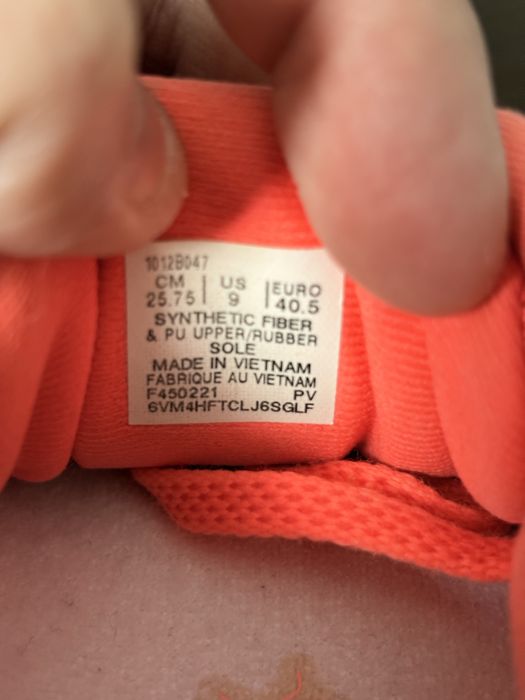 1012B047
CM | US | EURO
25.75 | 9 | 40.5
SYNTHETIC FIBER
& PU UPPER/RUBBER
SOLE
MADE IN VIETNAM
FABRIQUE AU VIETNAM
F450221 PV
6VM4HFTCLJ6SGLF